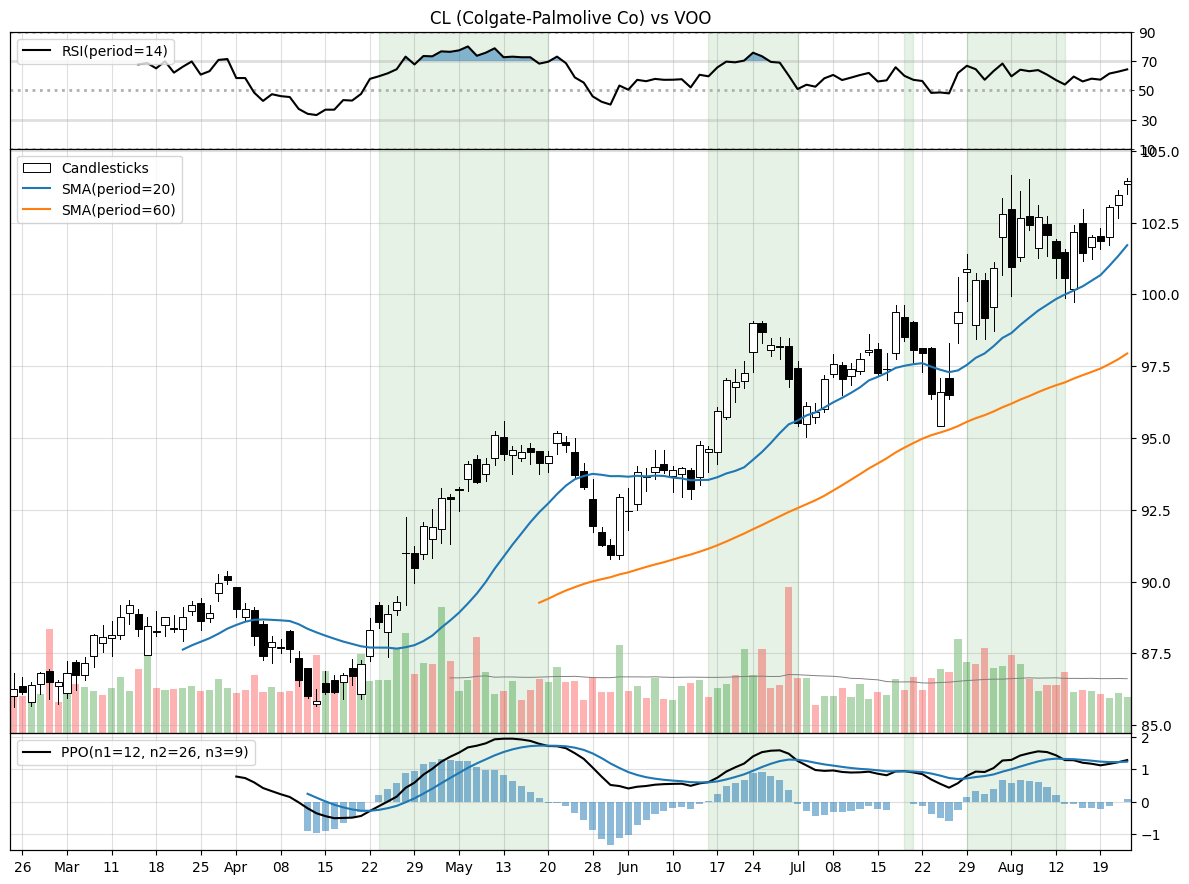 CL (Colgate-Palmolive Co) vs VOO
RSI(period=14)
90
70
50
30
10
Candlesticks
SMA(period=20)
SMA(period=60)
105.0
102.5
100.0
97.5
95.0
92.5
90.0
87.5
85.0
PPO(n1=12, n2=26, n3=9)
2
1
0
−1
26 Mar 11 18 25 Apr 08 15 22 29 May 13 20 28 Jun 10 17 24 Jul 08 15 22 29 Aug 12 19